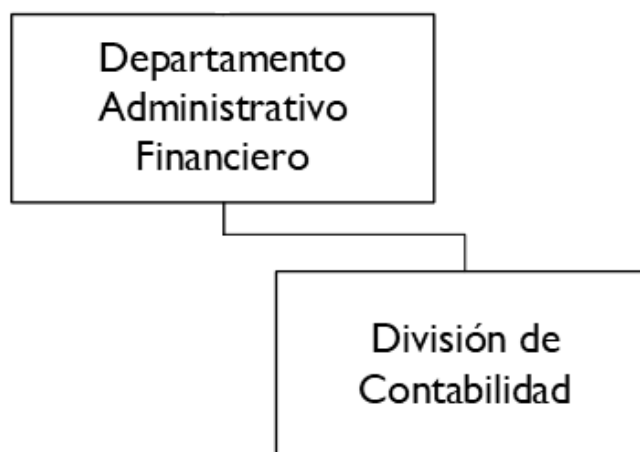 Departamento
Administrativo
Financiero
División de
Contabilidad